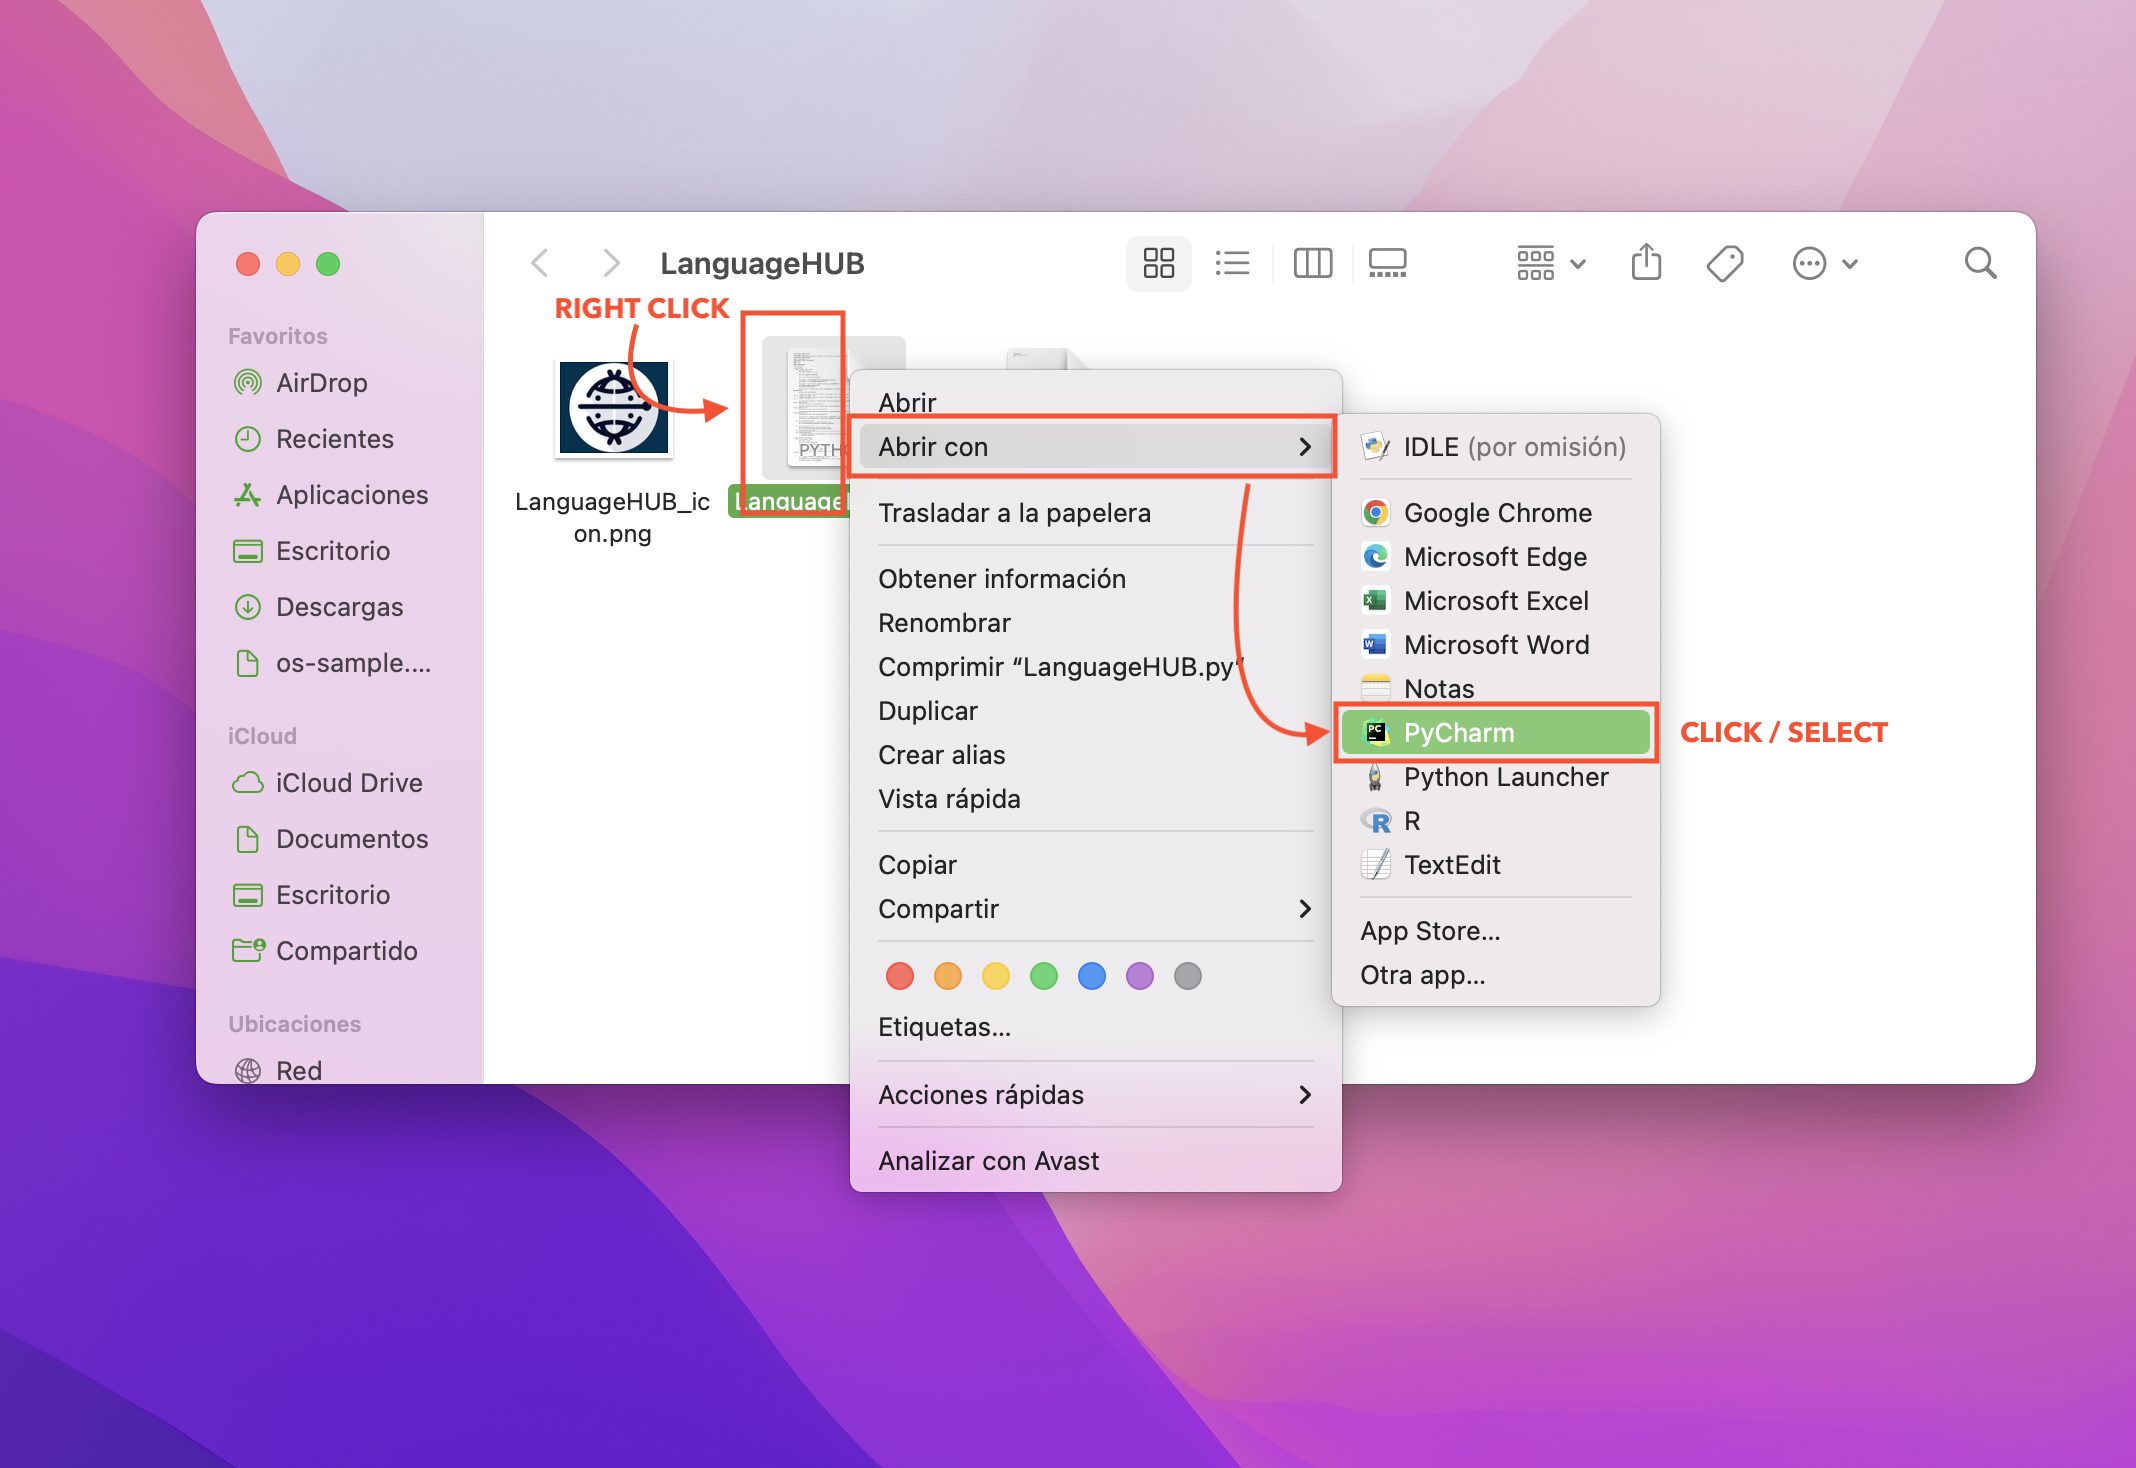 LanguageHUB
RIGHT CLICK
Favoritos
AirDrop
Recientes
Aplicaciones
Escritorio
Descargas
os-sample....
iCloud
iCloud Drive
Documentos
Escritorio
Compartido
Ubicaciones
Red
LanguageHUB_ic
on.png
PYTH
Language
Abrir
Abrir con
Trasladar a la papelera
Obtener información
Renombrar
Comprimir “LanguageHUB.py”
Duplicar
Crear alias
Vista rápida
Copiar
Compartir
Etiquetas...
Acciones rápidas
Analizar con Avast
IDLE (por omisión)
Google Chrome
Microsoft Edge
Microsoft Excel
Microsoft Word
Notas
PyCharm
Python Launcher
R
TextEdit
App Store...
Otra app...
CLICK / SELECT